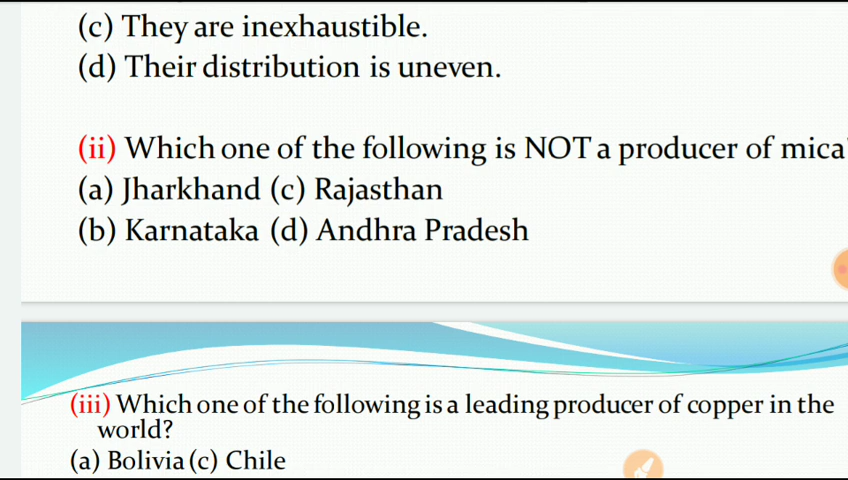 (c) They are inexhaustible.
(d) Their distribution is uneven.
(ii) Which one of the following is NOT a producer of mica
(a) Jharkhand (c) Rajasthan
(b) Karnataka (d) Andhra Pradesh
(iii) Which one of the following is a leading producer of copper in the
world?
(a) Bolivia (c) Chile